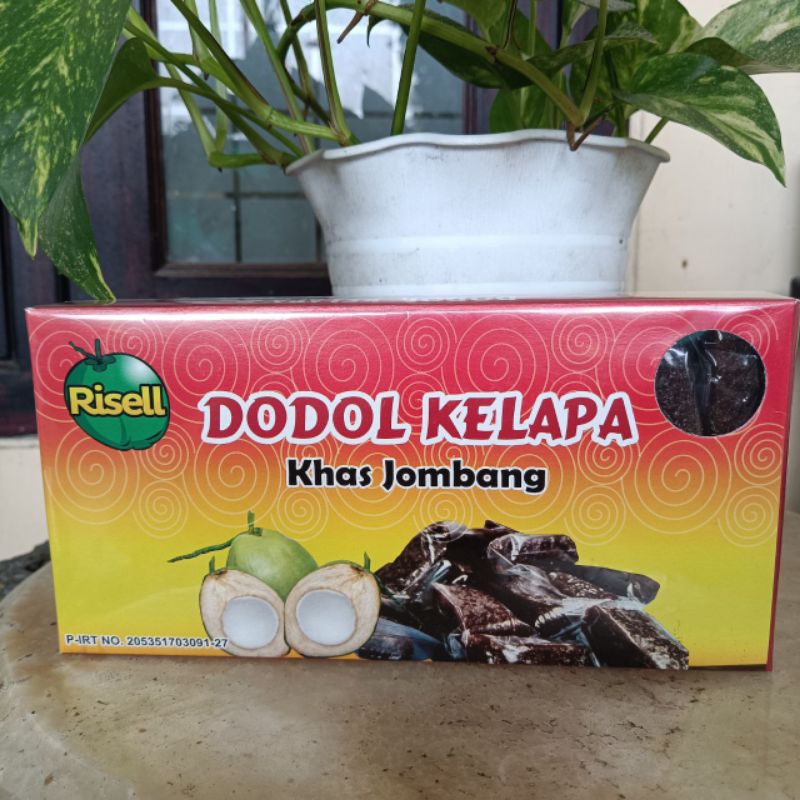 Risell
DODOL KELAPA
Khas Jombang
P-IRT NO. 205351703091-27